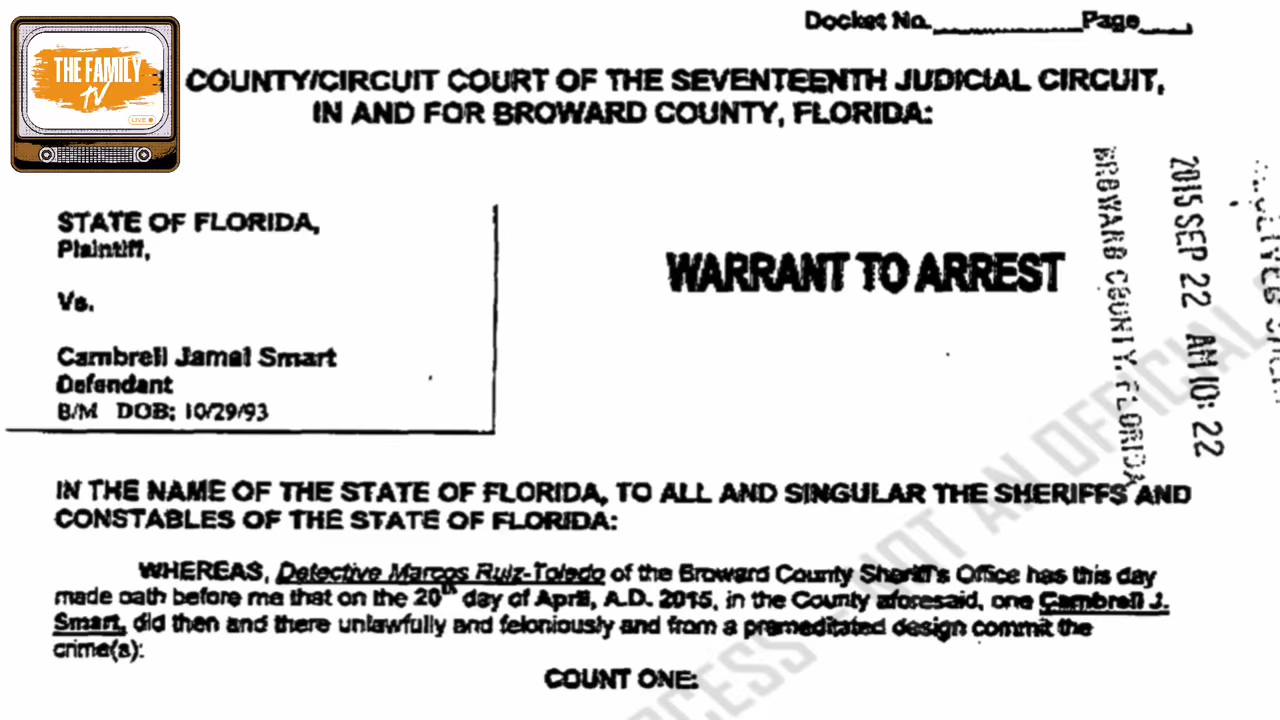 Docket No.____________Page____
THE FAMILY
TV
LIVE
COUNTY/CIRCUIT COURT OF THE SEVENTEENTH JUDICIAL CIRCUIT,
IN AND FOR BROWARD COUNTY, FLORIDA:
STATE OF FLORIDA,
Plaintiff,
Vs.
Cambrell Jamal Smart
Defendant
B/M DOB: 10/29/93
WARRANT TO ARREST
BROWARD COUNTY, FLORIDA
2015 SEP 22 AM 10: 22
IN THE NAME OF THE STATE OF FLORIDA, TO ALL AND SINGULAR THE SHERIFFS AND
CONSTABLES OF THE STATE OF FLORIDA:
WHEREAS, Detective Marcos Ruiz-Toledo of the Broward County Sheriff's Office has this day
made oath before me that on the 20th day of April, A.D. 2015, in the County aforesaid, one Cambrell J.
Smart, did then and there unlawfully and feloniously and from a premeditated design commit the
crime(s):
COUNT ONE:
NOT AN OFFICIAL